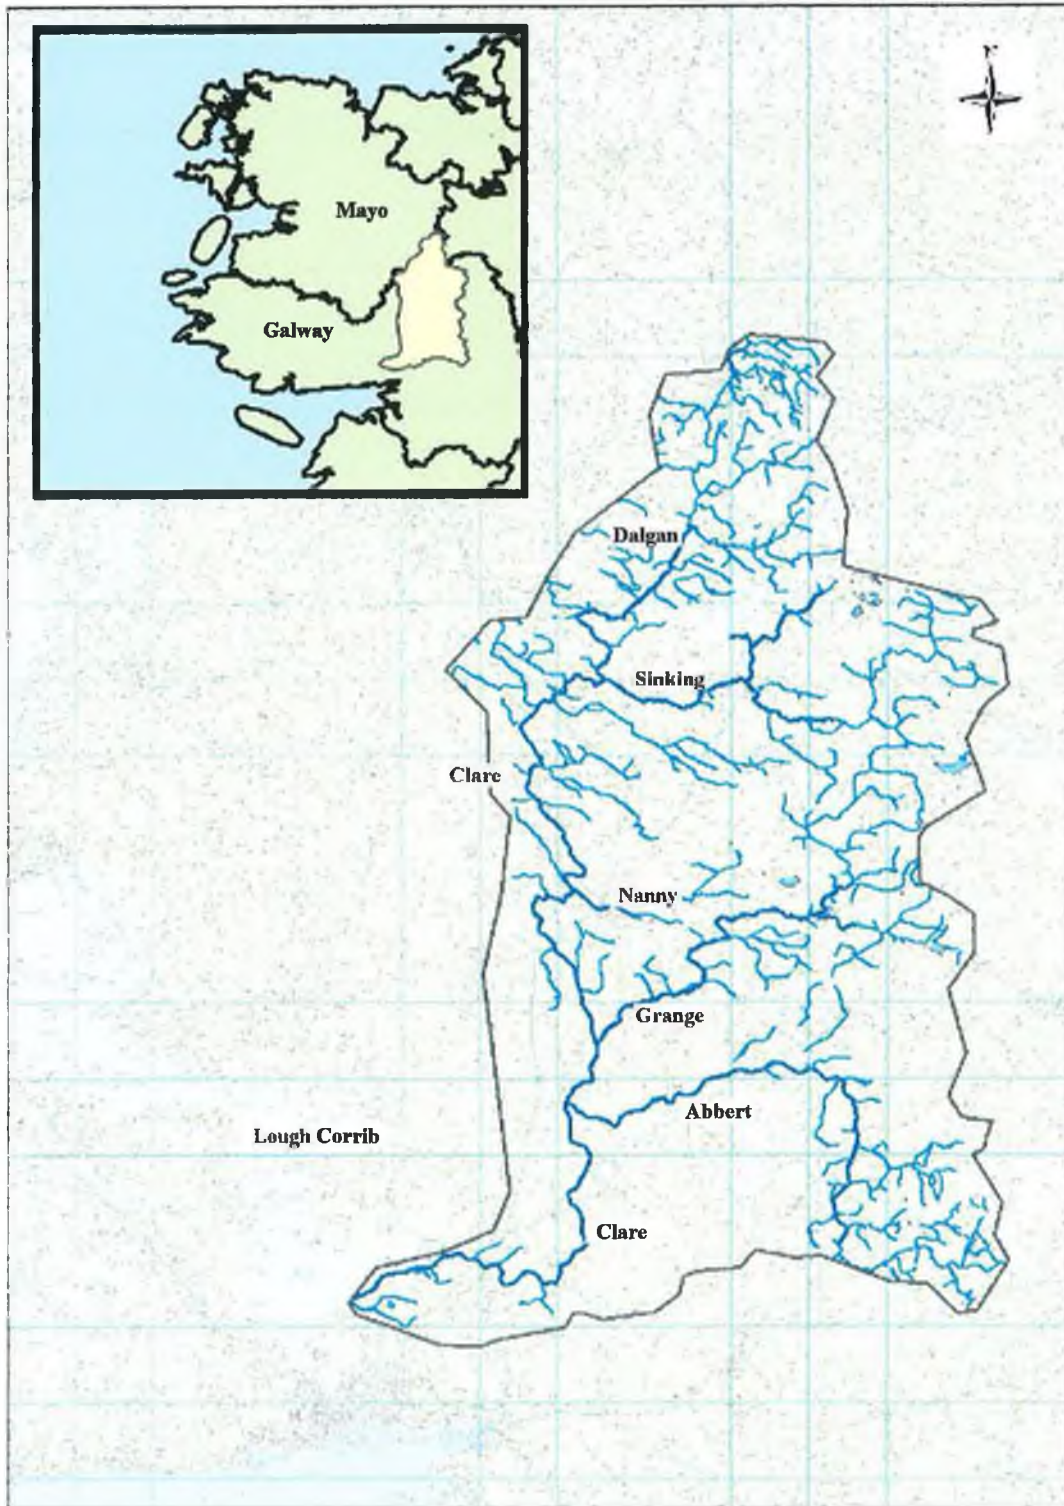 Mayo
Galway
Dalgan
Sinking
Clare
Nanny
Grange
Abbert
Lough Corrib
Clare